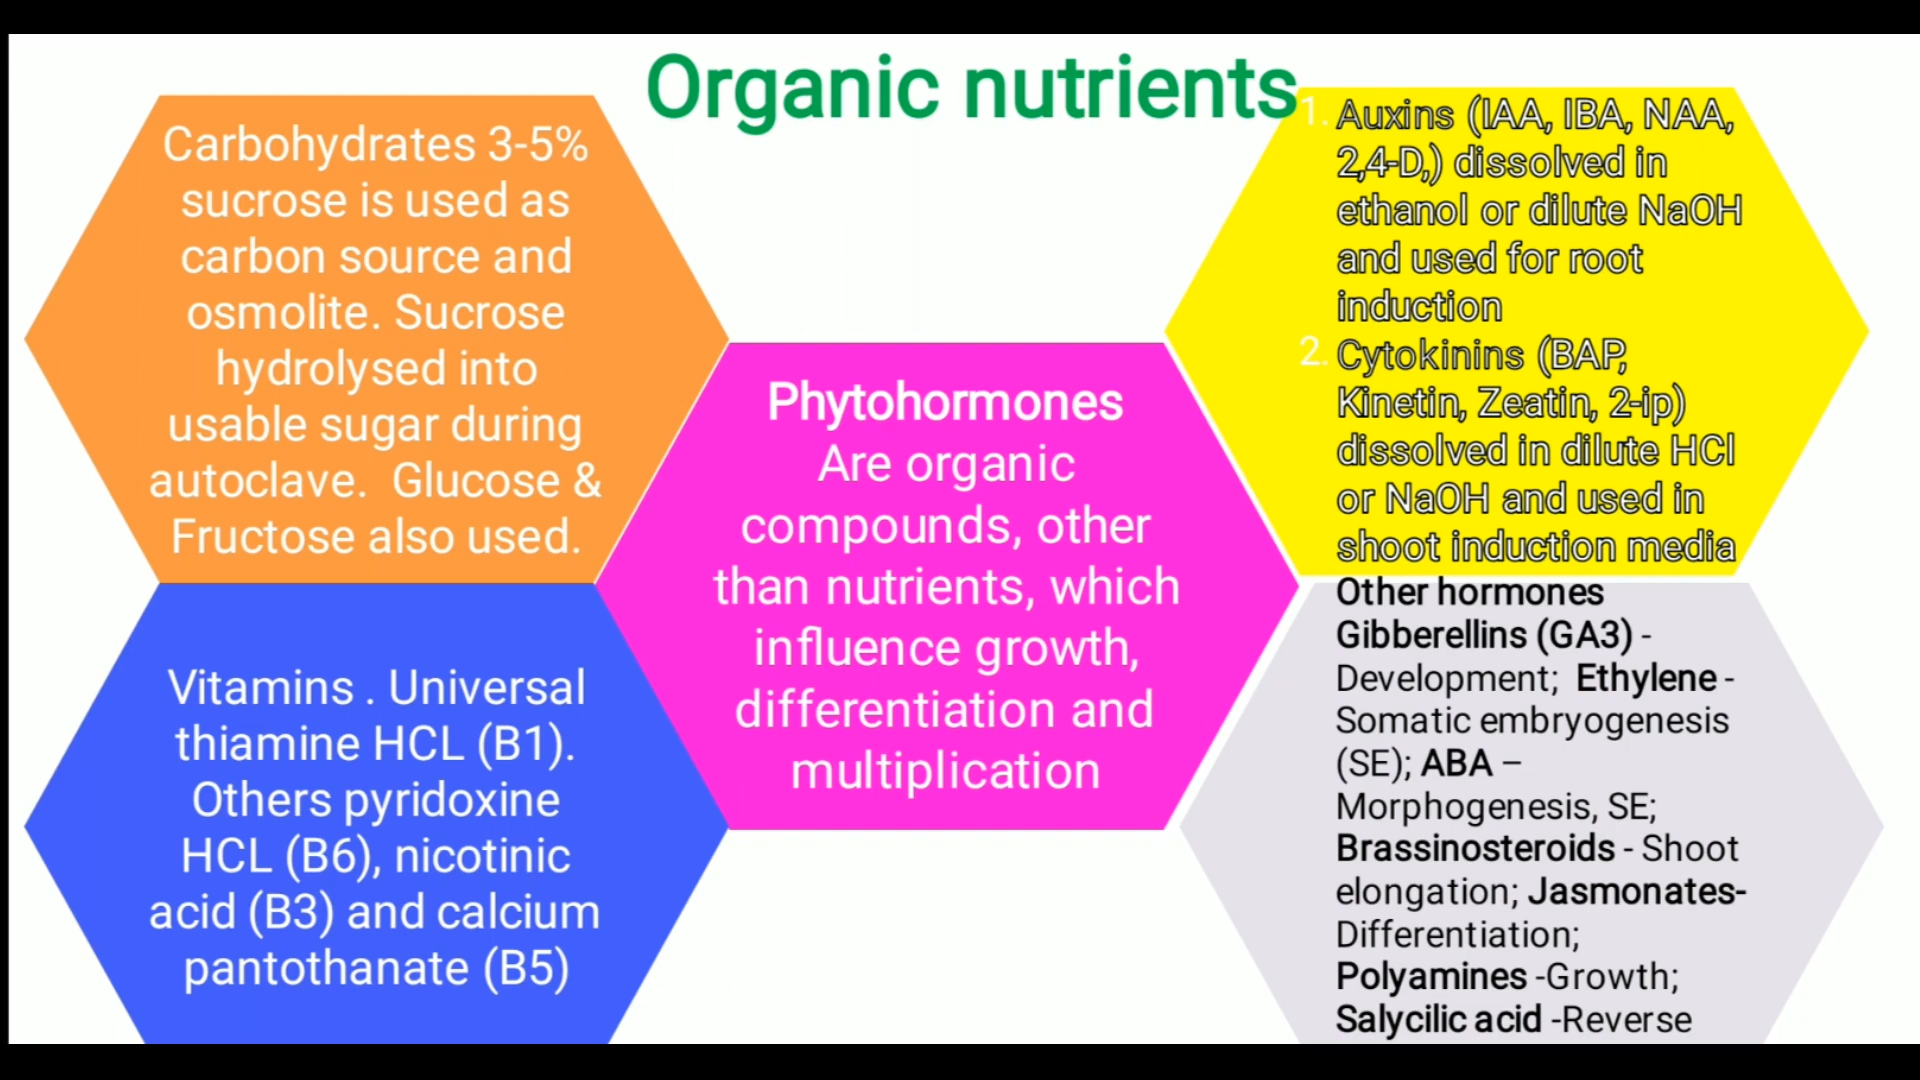 Organic nutrients
Carbohydrates 3-5%
sucrose is used as
carbon source and
osmolite. Sucrose
hydrolysed into
usable sugar during
autoclave. Glucose &
Fructose also used.
Vitamins . Universal
thiamine HCL (B1).
Others pyridoxine
HCL (B6), nicotinic
acid (B3) and calcium
pantothanate (B5)
Phytohormones
Are organic
compounds, other
than nutrients, which
influence growth,
differentiation and
multiplication
1. Auxins (IAA, IBA, NAA,
2,4-D,) dissolved in
ethanol or dilute NaOH
and used for root
induction
2. Cytokinins (BAP,
Kinetin, Zeatin, 2-ip)
dissolved in dilute HCl
or NaOH and used in
shoot induction media
Other hormones
Gibberellins (GA3) -
Development; Ethylene -
Somatic embryogenesis
(SE); ABA –
Morphogenesis, SE;
Brassinosteroids - Shoot
elongation; Jasmonates-
Differentiation;
Polyamines -Growth;
Salycilic acid -Reverse